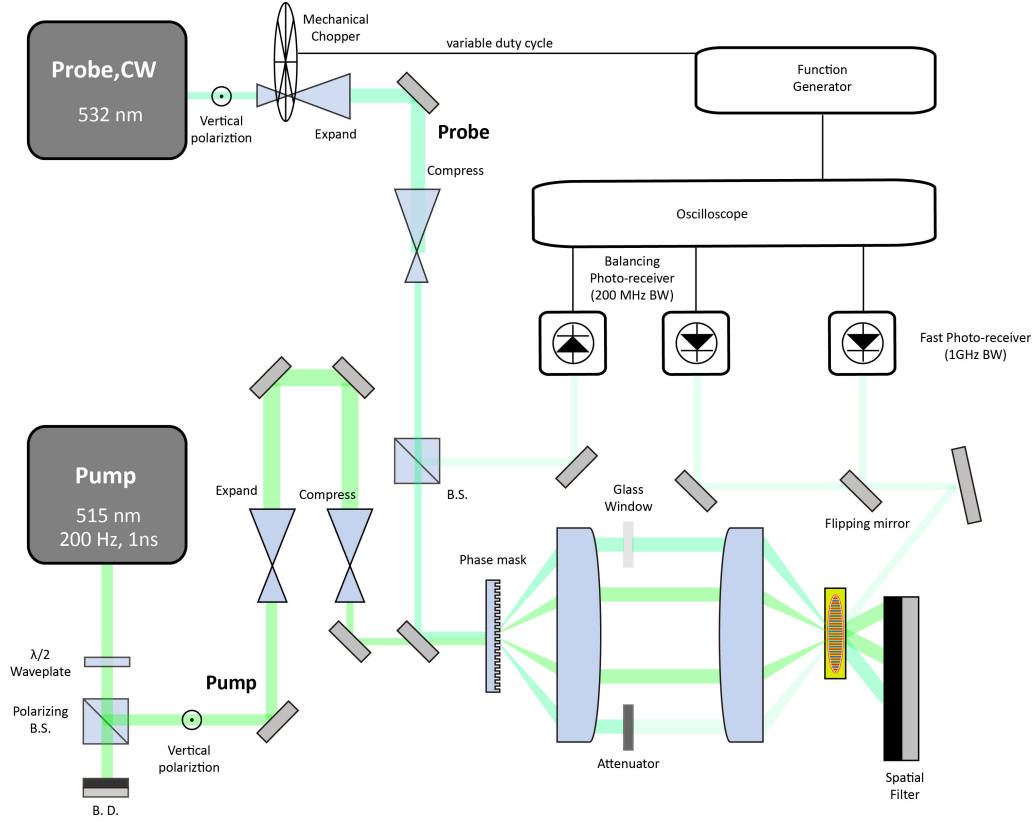 Mechanical
Chopper
variable duty cycle
Probe,CW
532 nm
Vertical
polariztion
Expand
Probe
Compress
Function
Generator
Oscilloscope
Balancing
Photo-receiver
(200 MHz BW)
Fast Photo-receiver
(1GHz BW)
Pump
515 nm
200 Hz, 1ns
Expand
Compress
B.S.
Glass
Window
Flipping mirror
Phase mask
λ/2
Waveplate
Polarizing
B.S.
Pump
Vertical
polariztion
B. D.
Attenuator
Spatial
Filter